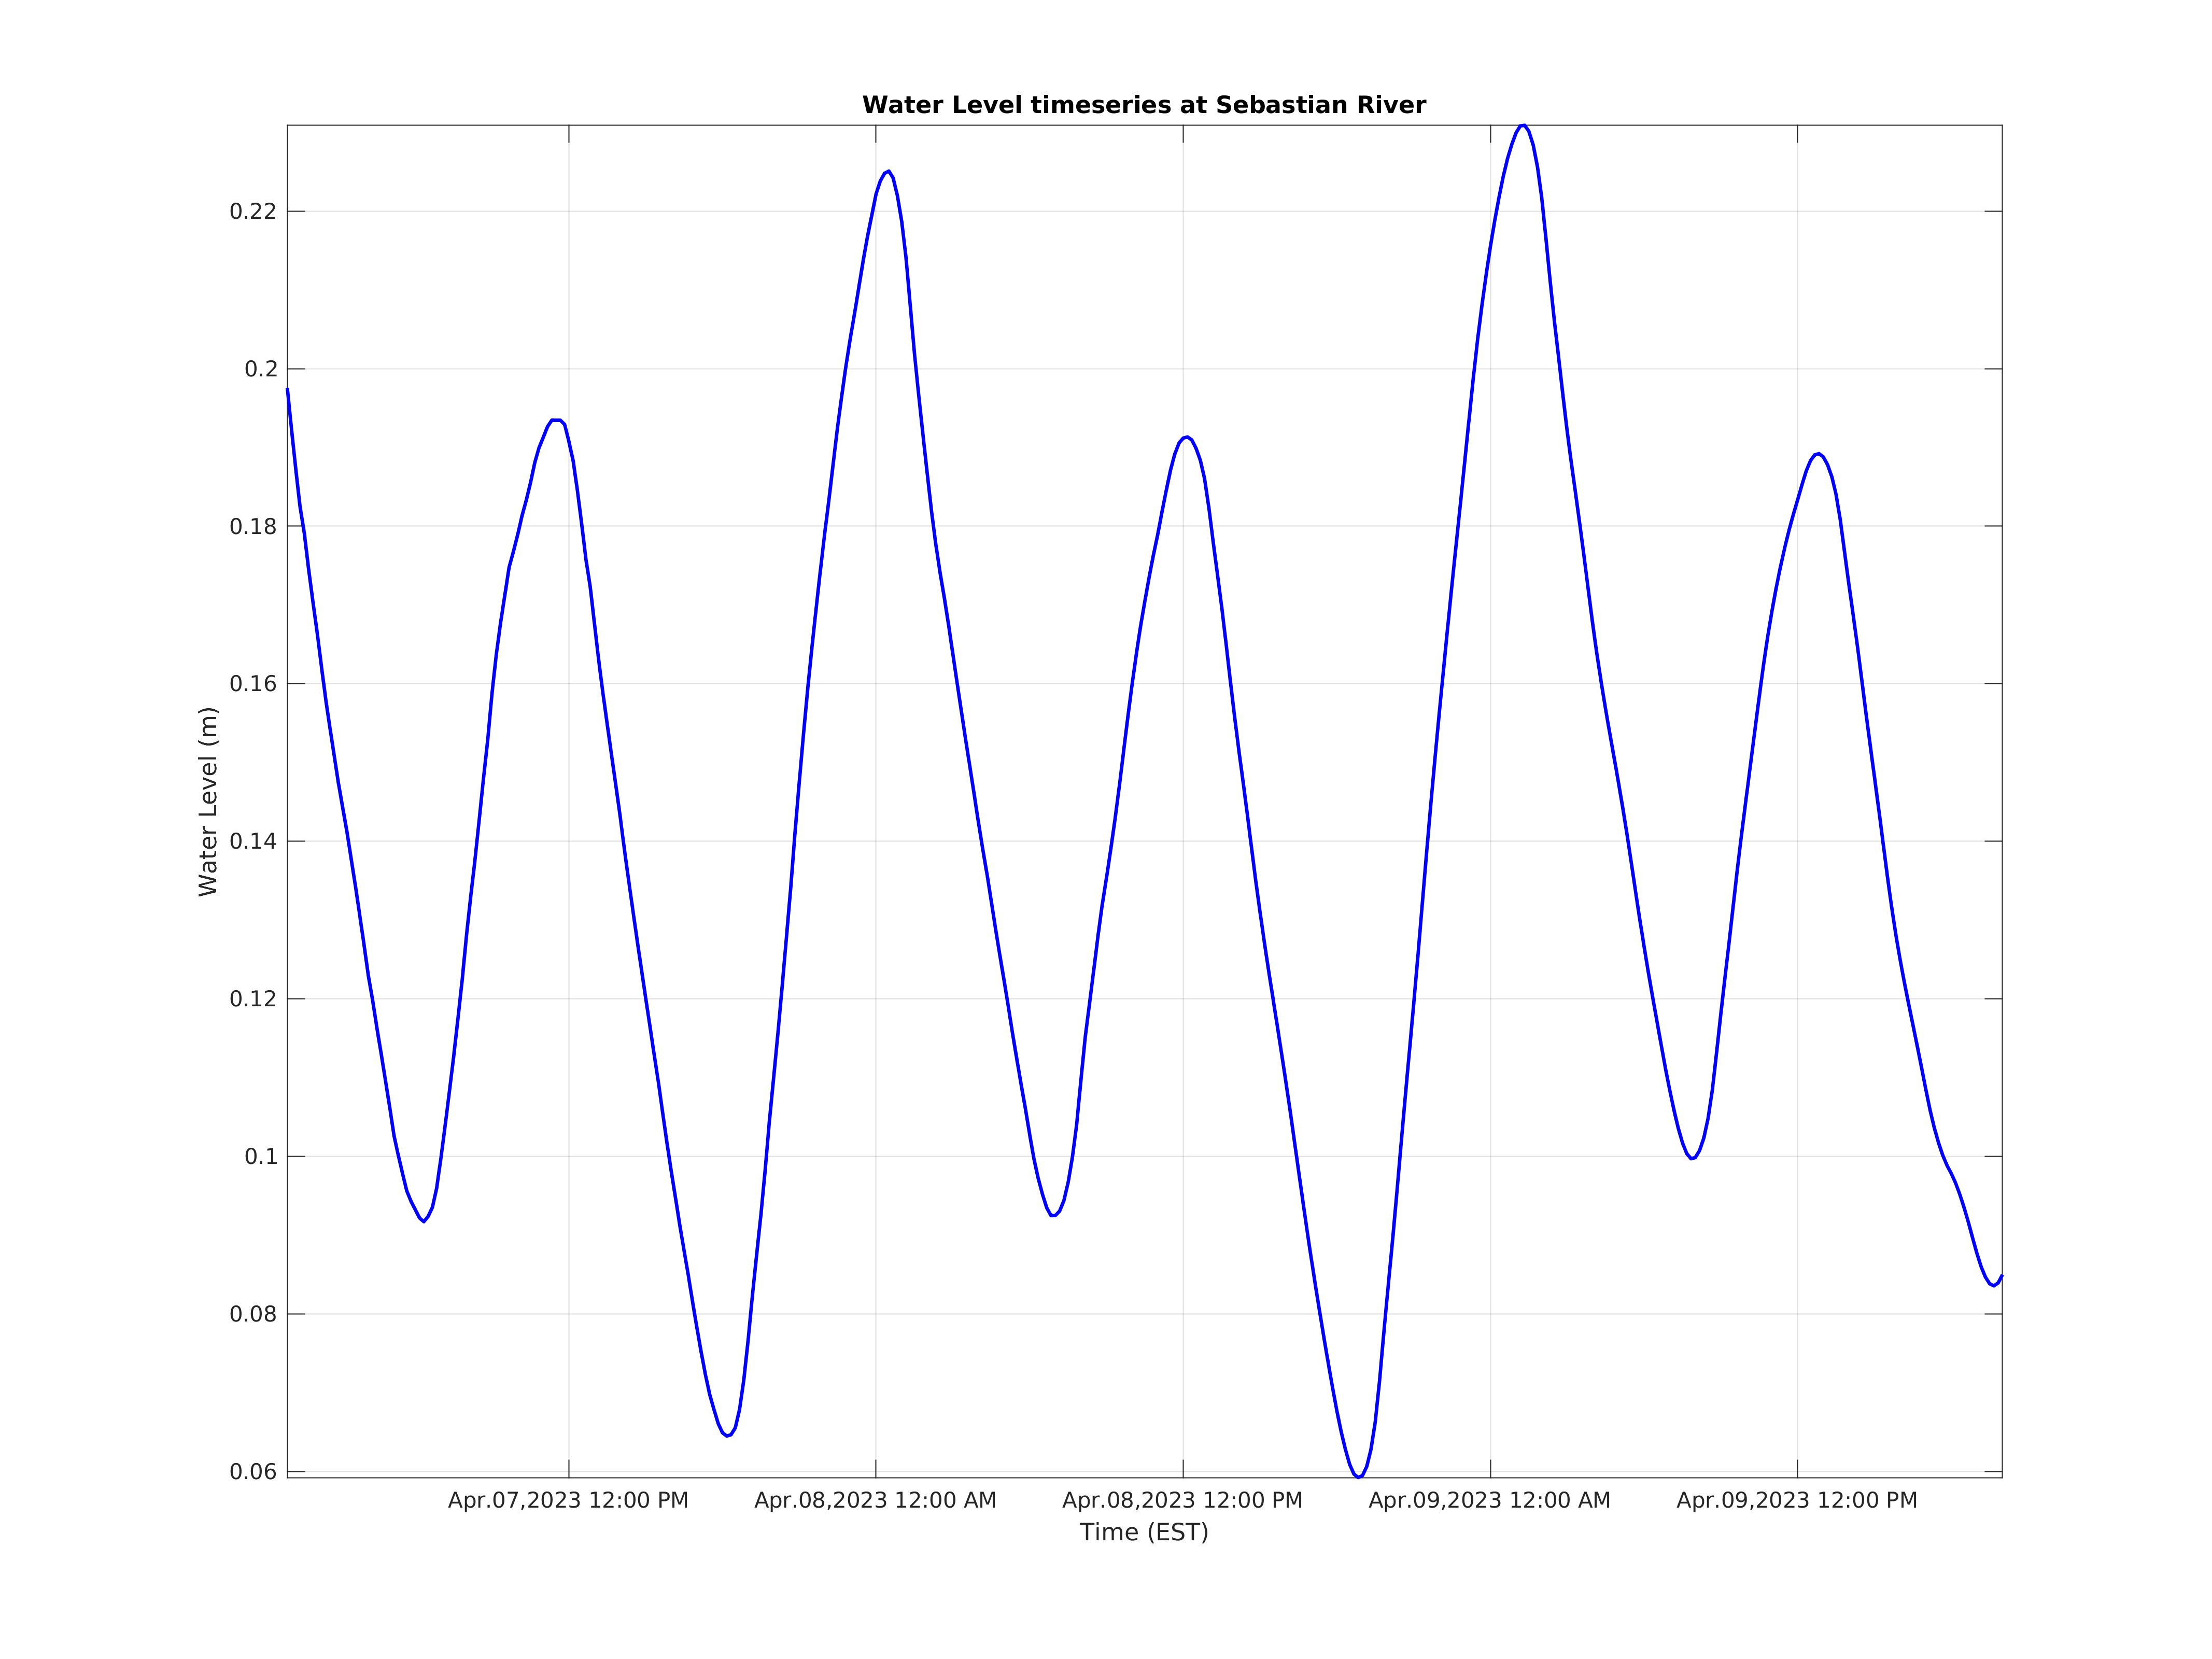 Water Level timeseries at Sebastian River
0.22
0.2
0.18
0.16
0.14
0.12
0.1
0.08
0.06
Water Level (m)
Apr.07,2023 12:00 PM
Apr.08,2023 12:00 AM
Apr.08,2023 12:00 PM
Apr.09,2023 12:00 AM
Apr.09,2023 12:00 PM
Time (EST)